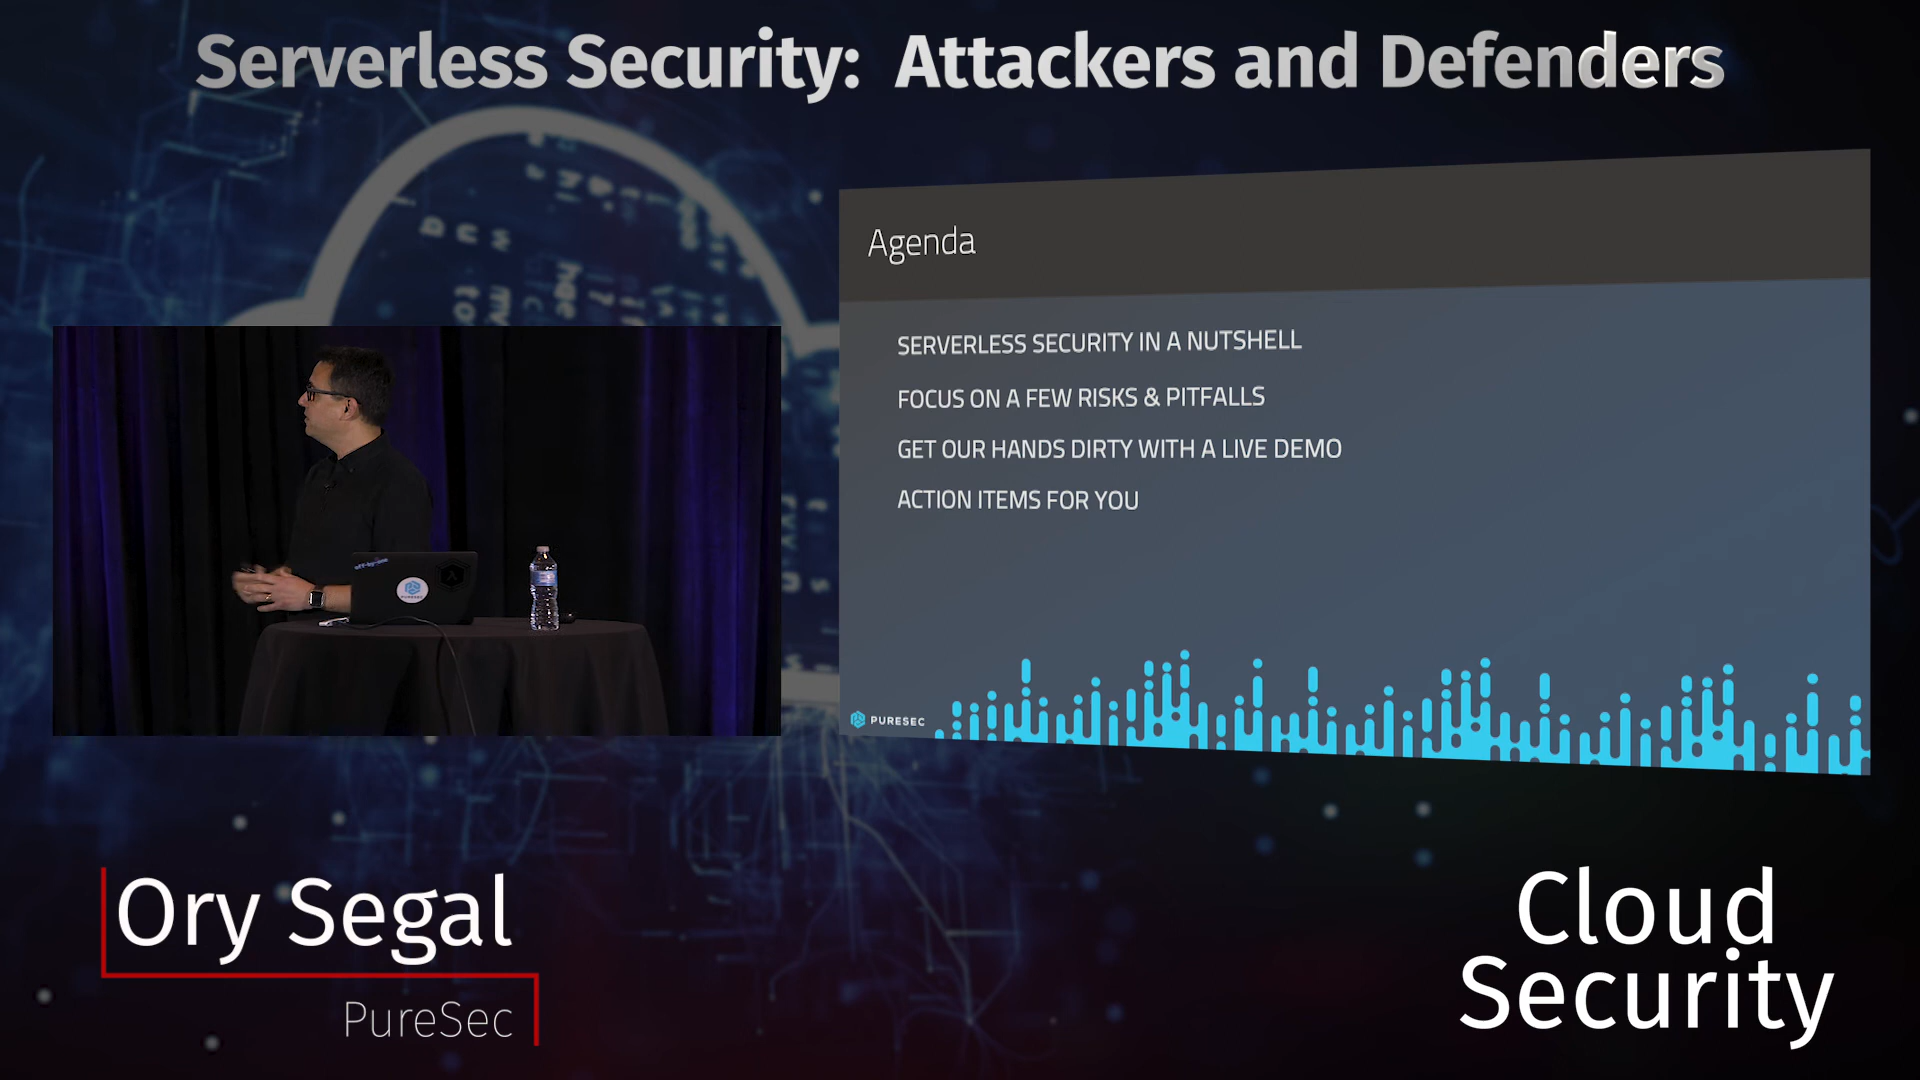 Serverless Security: Attackers and Defenders
Agenda
SERVERLESS SECURITY IN A NUTSHELL
FOCUS ON A FEW RISKS & PITFALLS
GET OUR HANDS DIRTY WITH A LIVE DEMO
ACTION ITEMS FOR YOU
PURESEC
PURESEC
Ory Segal
PureSec
Cloud
Security